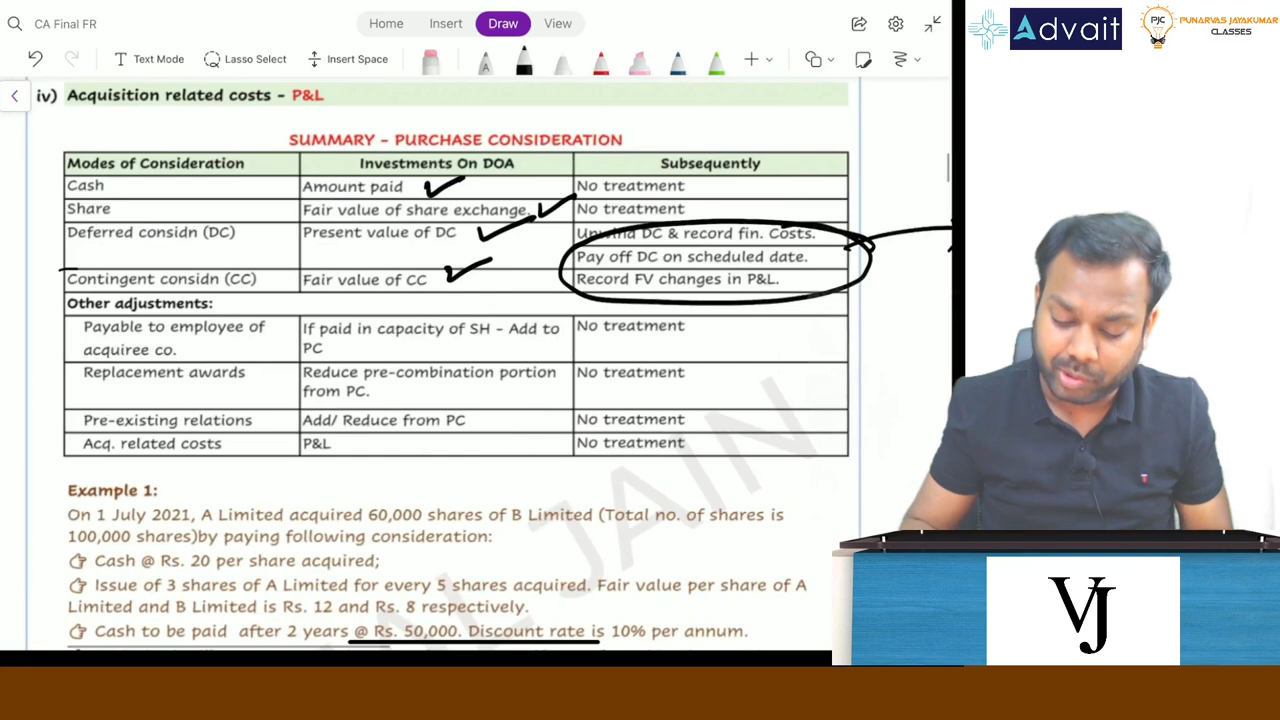 CA Final FR
Home Insert Draw View
Advait
PJC
PUNARVAS JAYAKUMAR
CLASSES
Text Mode Lasso Select Insert Space
iv) Acquisition related costs - P&L
SUMMARY - PURCHASE CONSIDERATION
Modes of Consideration Investments On DOA Subsequently
Cash Amount paid No treatment
Share Fair value of share exchange. No treatment
Deferred considn (DC) Present value of DC Unwind DC & record fin. Costs.
Pay off DC on scheduled date.
Contingent considn (CC) Fair value of CC Record FV changes in P&L.
Other adjustments:
Payable to employee of acquiree co. If paid in capacity of SH - Add to PC No treatment
Replacement awards Reduce pre-combination portion from PC. No treatment
Pre-existing relations Add/ Reduce from PC No treatment
Acq. related costs P&L No treatment
Example 1:
On 1 July 2021, A Limited acquired 60,000 shares of B Limited (Total no. of shares is
100,000 shares)by paying following consideration:
Cash @ Rs. 20 per share acquired;
Issue of 3 shares of A Limited for every 5 shares acquired. Fair value per share of A
Limited and B Limited is Rs. 12 and Rs. 8 respectively.
Cash to be paid after 2 years @ Rs. 50,000. Discount rate is 10% per annum.
AL JAIN
VJ